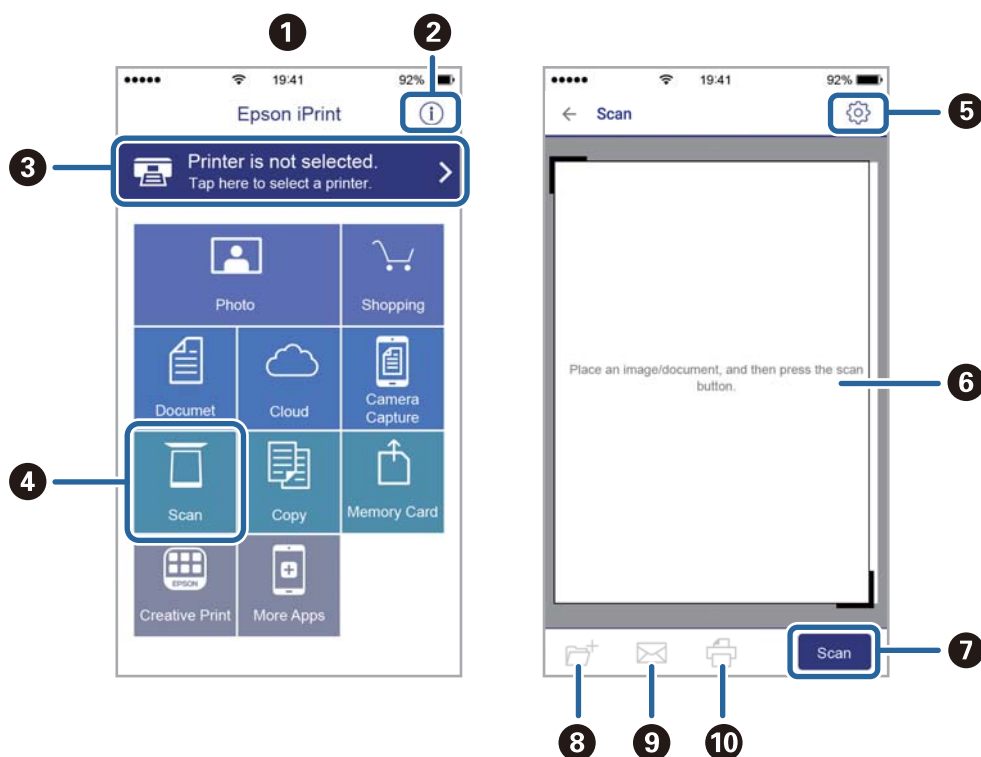 1
2
19:41
92%
Epson iPrint
i
3
Printer is not selected.
Tap here to select a printer.
Photo
Shopping
Documet
Cloud
Camera
Capture
4
Scan
Copy
Memory Card
EPSON
Creative Print
More Apps
19:41
92%
Scan
5
Place an image/document, and then press the scan
button.
6
Scan
7
8
9
10